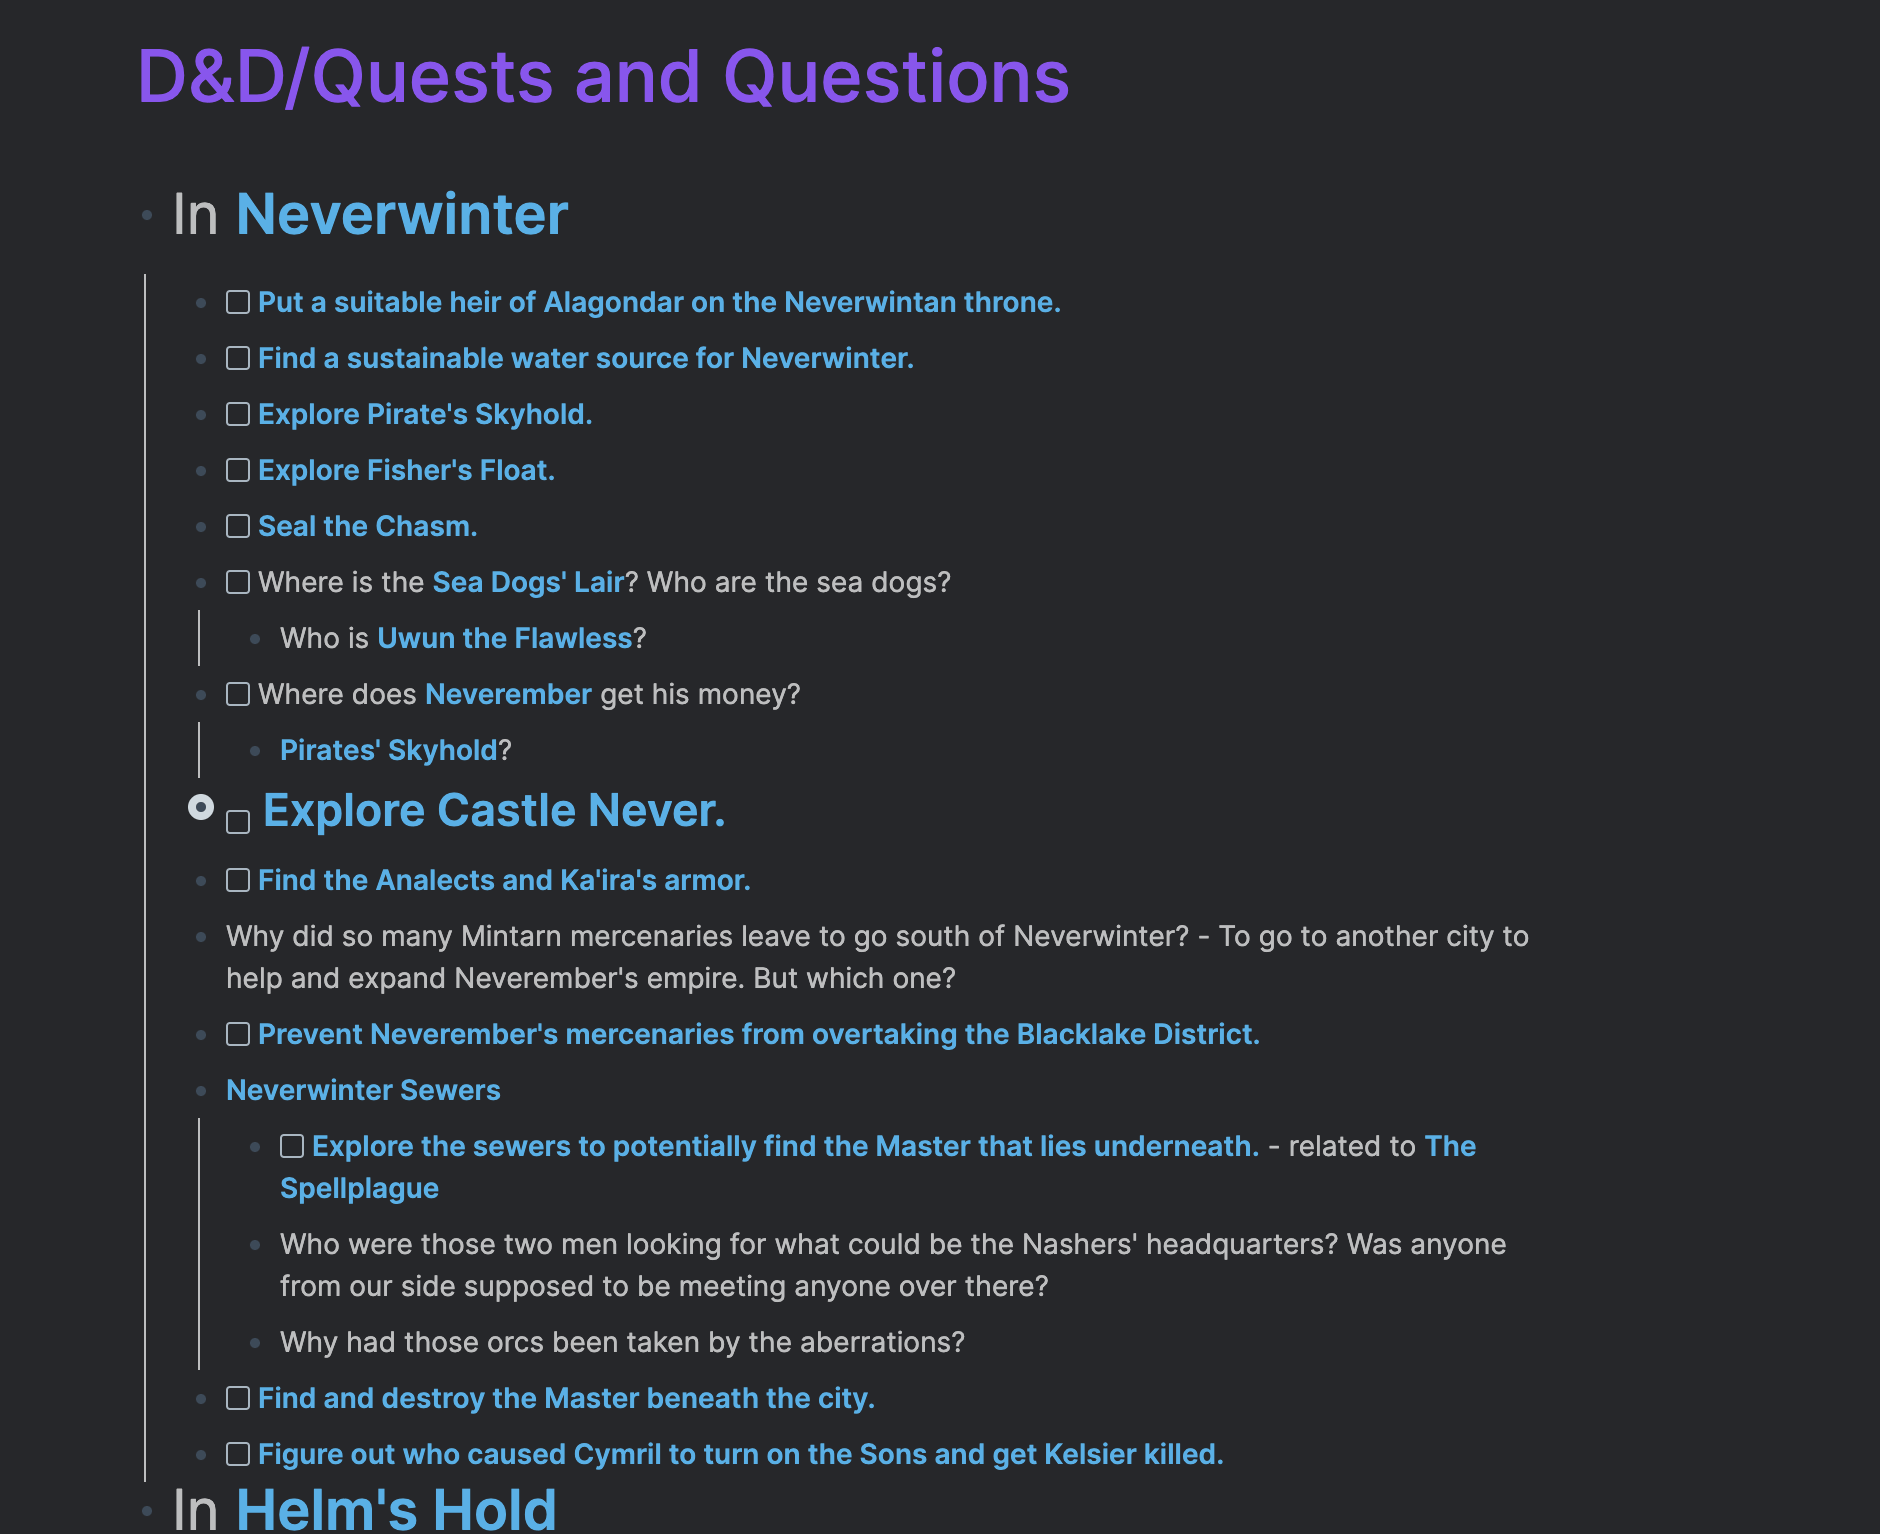 D&D/Quests and Questions
In Neverwinter
Put a suitable heir of Alagondar on the Neverwintan throne.
Find a sustainable water source for Neverwinter.
Explore Pirate's Skyhold.
Explore Fisher's Float.
Seal the Chasm.
Where is the Sea Dogs' Lair? Who are the sea dogs?
Who is Uwun the Flawless?
Where does Neverember get his money?
Pirates' Skyhold?
Explore Castle Never.
Find the Analects and Ka'ira's armor.
Why did so many Mintarn mercenaries leave to go south of Neverwinter? - To go to another city to
help and expand Neverember's empire. But which one?
Prevent Neverember's mercenaries from overtaking the Blacklake District.
Neverwinter Sewers
Explore the sewers to potentially find the Master that lies underneath. - related to The
Spellplague
Who were those two men looking for what could be the Nashers' headquarters? Was anyone
from our side supposed to be meeting anyone over there?
Why had those orcs been taken by the aberrations?
Find and destroy the Master beneath the city.
Figure out who caused Cymril to turn on the Sons and get Kelsier killed.
In Helm's Hold